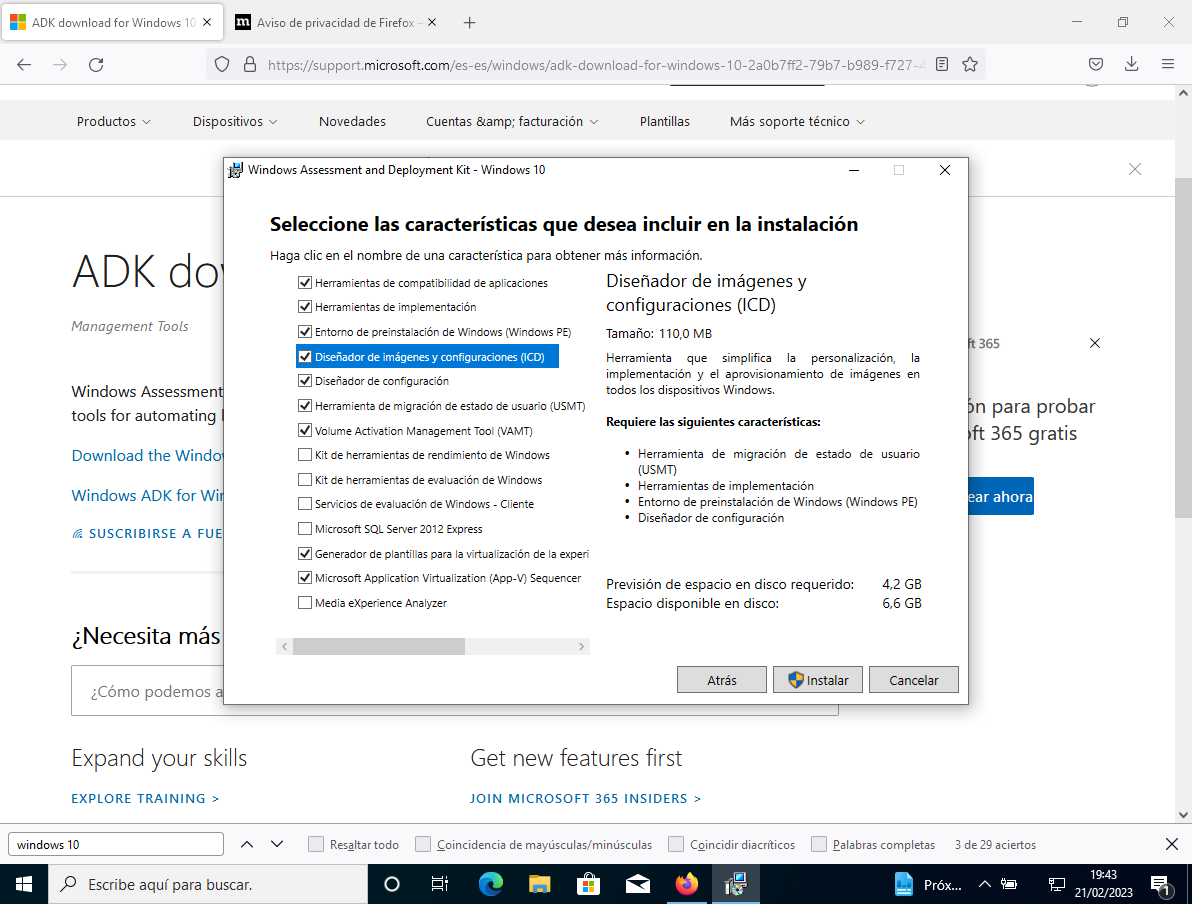 ADK download for Windows 10
Aviso de privacidad de Firefox —
https://support.microsoft.com/es-es/windows/adk-download-for-windows-10-2a0b7ff2-79b7-b989-f727-4
Productos
Dispositivos
Novedades
Cuentas &amp; facturación
Plantillas
Más soporte técnico
Windows Assessment and Deployment Kit - Windows 10
Seleccione las características que desea incluir en la instalación
Haga clic en el nombre de una característica para obtener más información.
Herramientas de compatibilidad de aplicaciones
Herramientas de implementación
Entorno de preinstalación de Windows (Windows PE)
Diseñador de imágenes y configuraciones (ICD)
Diseñador de configuración
Herramienta de migración de estado de usuario (USMT)
Volume Activation Management Tool (VAMT)
Kit de herramientas de rendimiento de Windows
Kit de herramientas de evaluación de Windows
Servicios de evaluación de Windows - Cliente
Microsoft SQL Server 2012 Express
Generador de plantillas para la virtualización de la experi
Microsoft Application Virtualization (App-V) Sequencer
Media eXperience Analyzer
Diseñador de imágenes y
configuraciones (ICD)
Tamaño: 110,0 MB
Herramienta que simplifica la personalización, la
implementación y el aprovisionamiento de imágenes en
todos los dispositivos Windows.
Requiere las siguientes características:
• Herramienta de migración de estado de usuario
(USMT)
• Herramientas de implementación
• Entorno de preinstalación de Windows (Windows PE)
• Diseñador de configuración
Previsión de espacio en disco requerido: 4,2 GB
Espacio disponible en disco: 6,6 GB
Atrás
Instalar
Cancelar
ADK do
Management Tools
Windows Assessment
tools for automating
Download the Windo
Windows ADK for Wir
SUSCRIBIRSE A FUE
ft 365
ón para probar
oft 365 gratis
ear ahora
¿Necesita más
¿Cómo podemos a
Expand your skills
EXPLORE TRAINING >
Get new features first
JOIN MICROSOFT 365 INSIDERS >
windows 10
Resaltar todo
Coincidencia de mayúsculas/minúsculas
Coincidir diacríticos
Palabras completas
3 de 29 aciertos
Escribe aquí para buscar.
Próx...
19:43
21/02/2023
1